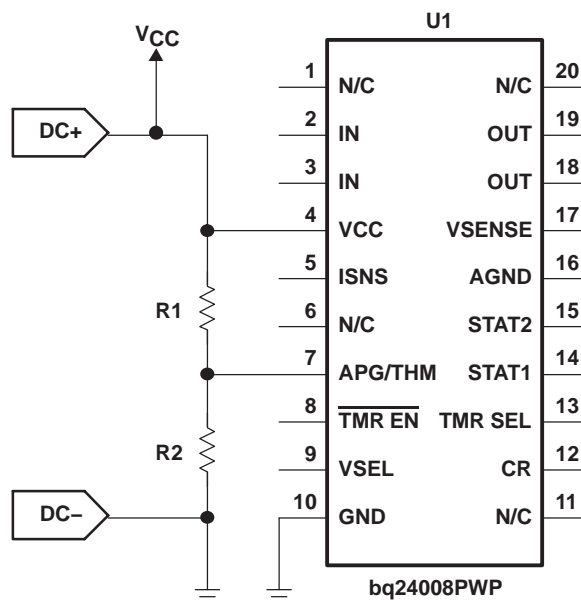 U1
VCC
DC+
1 N/C N/C 20
2 IN OUT 19
3 IN OUT 18
4 VCC VSENSE 17
5 ISNS AGND 16
R1
6 N/C STAT2 15
7 APG/THM STAT1 14
8 TMR EN TMR SEL 13
R2
9 VSEL CR 12
DC−
10 GND N/C 11
bq24008PWP